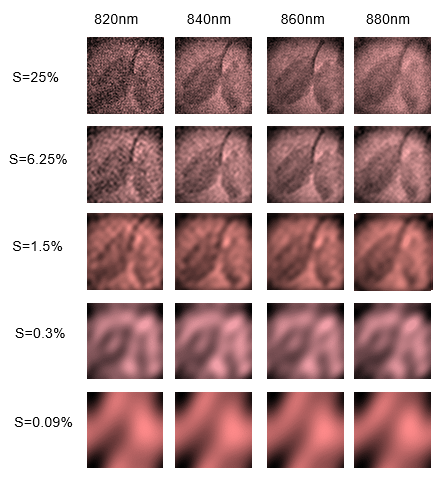 820nm 840nm 860nm 880nm
S=25%
S=6.25%
S=1.5%
S=0.3%
S=0.09%